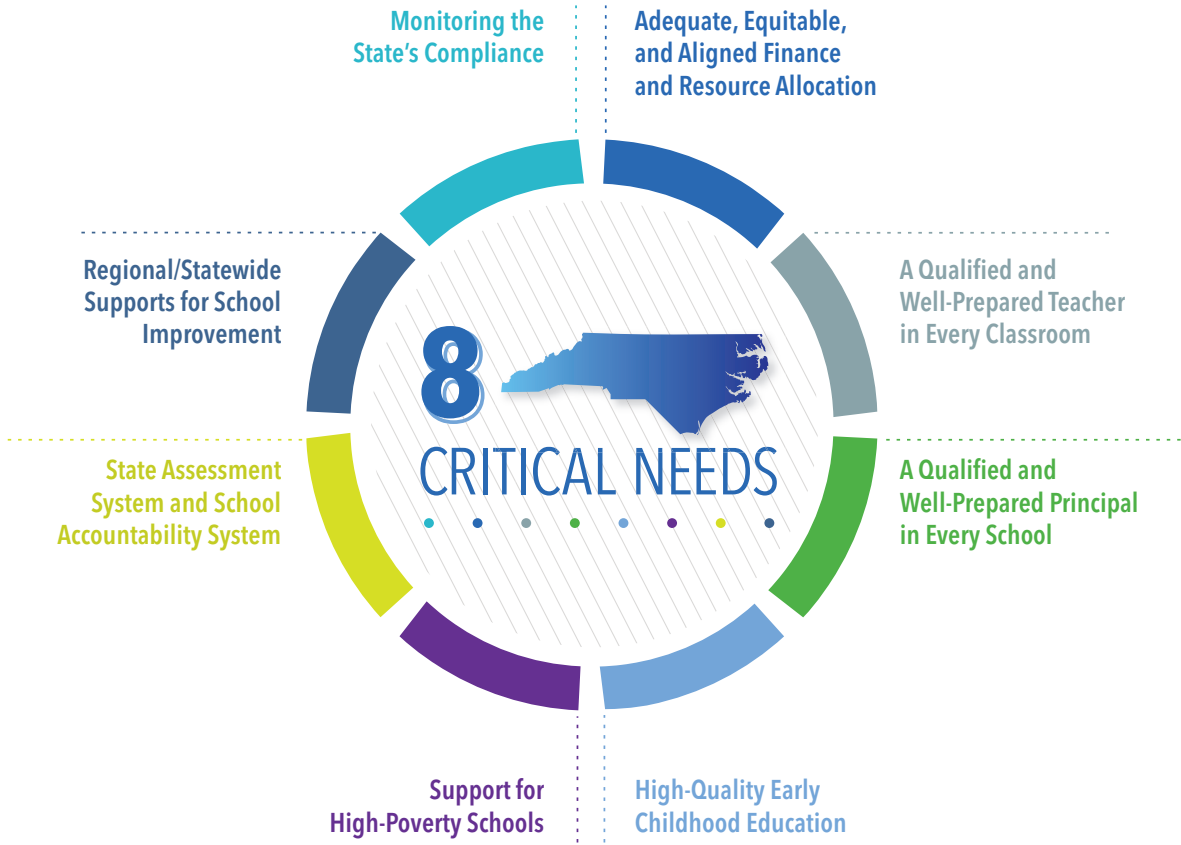 Monitoring the
State's Compliance
Adequate, Equitable,
and Aligned Finance
and Resource Allocation
Regional/Statewide
Supports for School
Improvement
A Qualified and
Well-Prepared Teacher
in Every Classroom
8
CRITICAL NEEDS
State Assessment
System and School
Accountability System
A Qualified and
Well-Prepared Principal
in Every School
Support for
High-Poverty Schools
High-Quality Early
Childhood Education